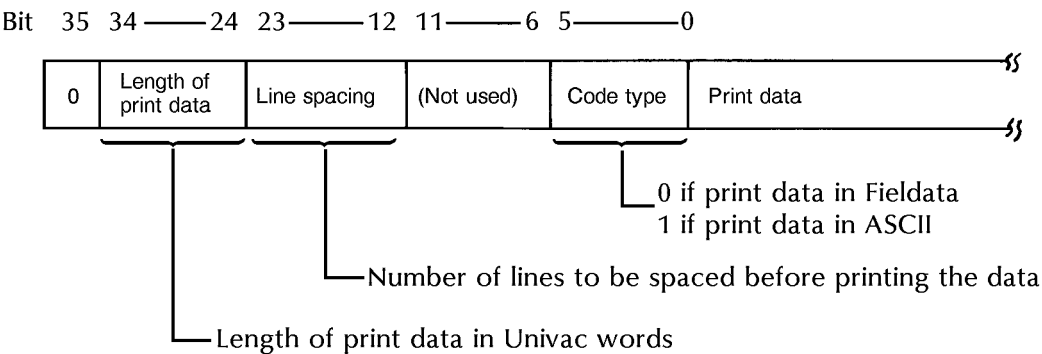 Bit 35 34 24 23 12 11 6 5 0
0 Length of print data Line spacing (Not used) Code type Print data
0 if print data in Fieldata
1 if print data in ASCII
Number of lines to be spaced before printing the data
Length of print data in Univac words